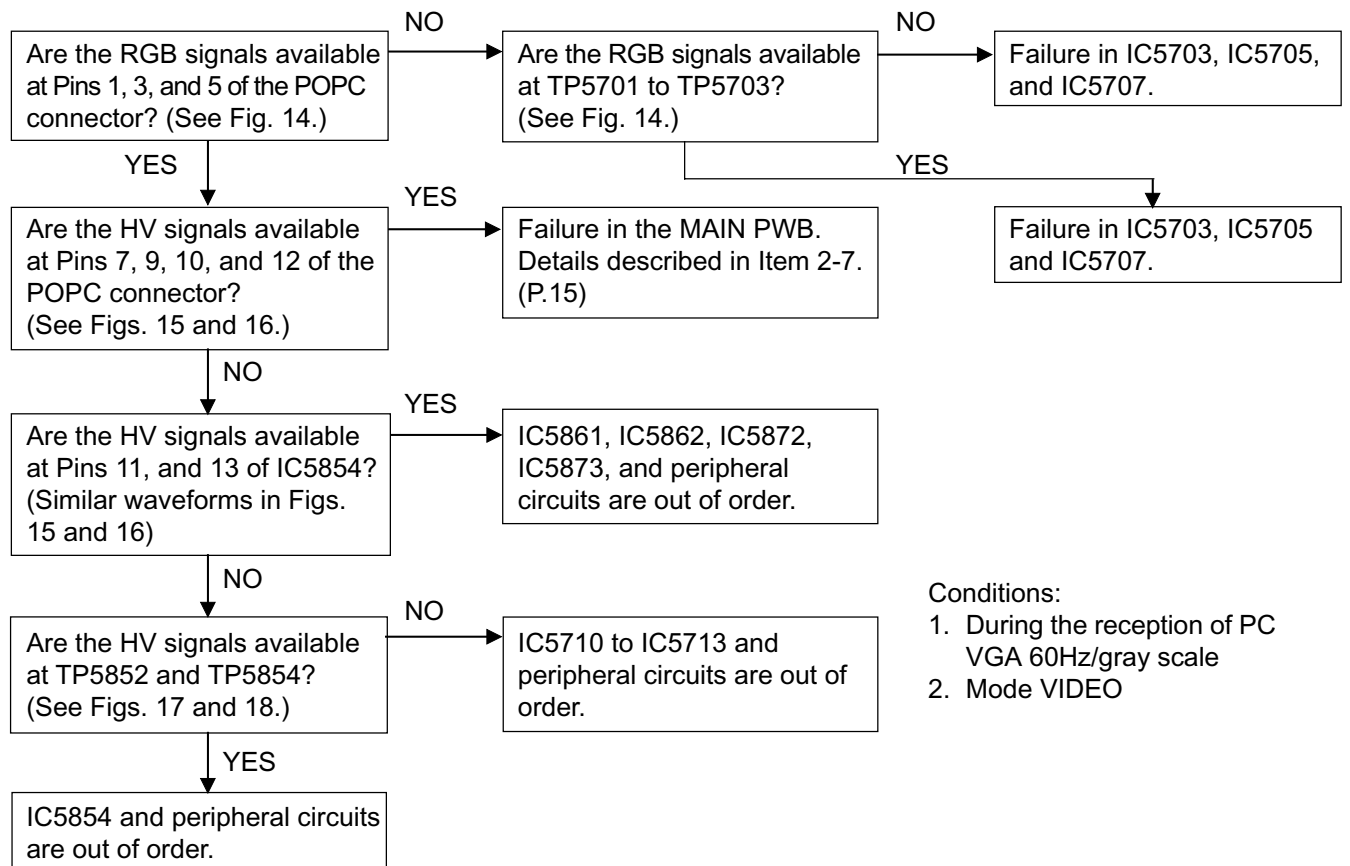 Are the RGB signals available
at Pins 1, 3, and 5 of the POPC
connector? (See Fig. 14.)
NO
Are the RGB signals available
at TP5701 to TP5703?
(See Fig. 14.)
NO
Failure in IC5703, IC5705,
and IC5707.
YES
YES
Failure in IC5703, IC5705
and IC5707.
Are the HV signals available
at Pins 7, 9, 10, and 12 of the
POPC connector?
(See Figs. 15 and 16.)
YES
Failure in the MAIN PWB.
Details described in Item 2-7.
(P.15)
NO
Are the HV signals available
at Pins 11, and 13 of IC5854?
(Similar waveforms in Figs.
15 and 16)
YES
IC5861, IC5862, IC5872,
IC5873, and peripheral
circuits are out of order.
NO
Are the HV signals available
at TP5852 and TP5854?
(See Figs. 17 and 18.)
NO
IC5710 to IC5713 and
peripheral circuits are out of
order.
YES
IC5854 and peripheral circuits
are out of order.
Conditions:
1. During the reception of PC
VGA 60Hz/gray scale
2. Mode VIDEO